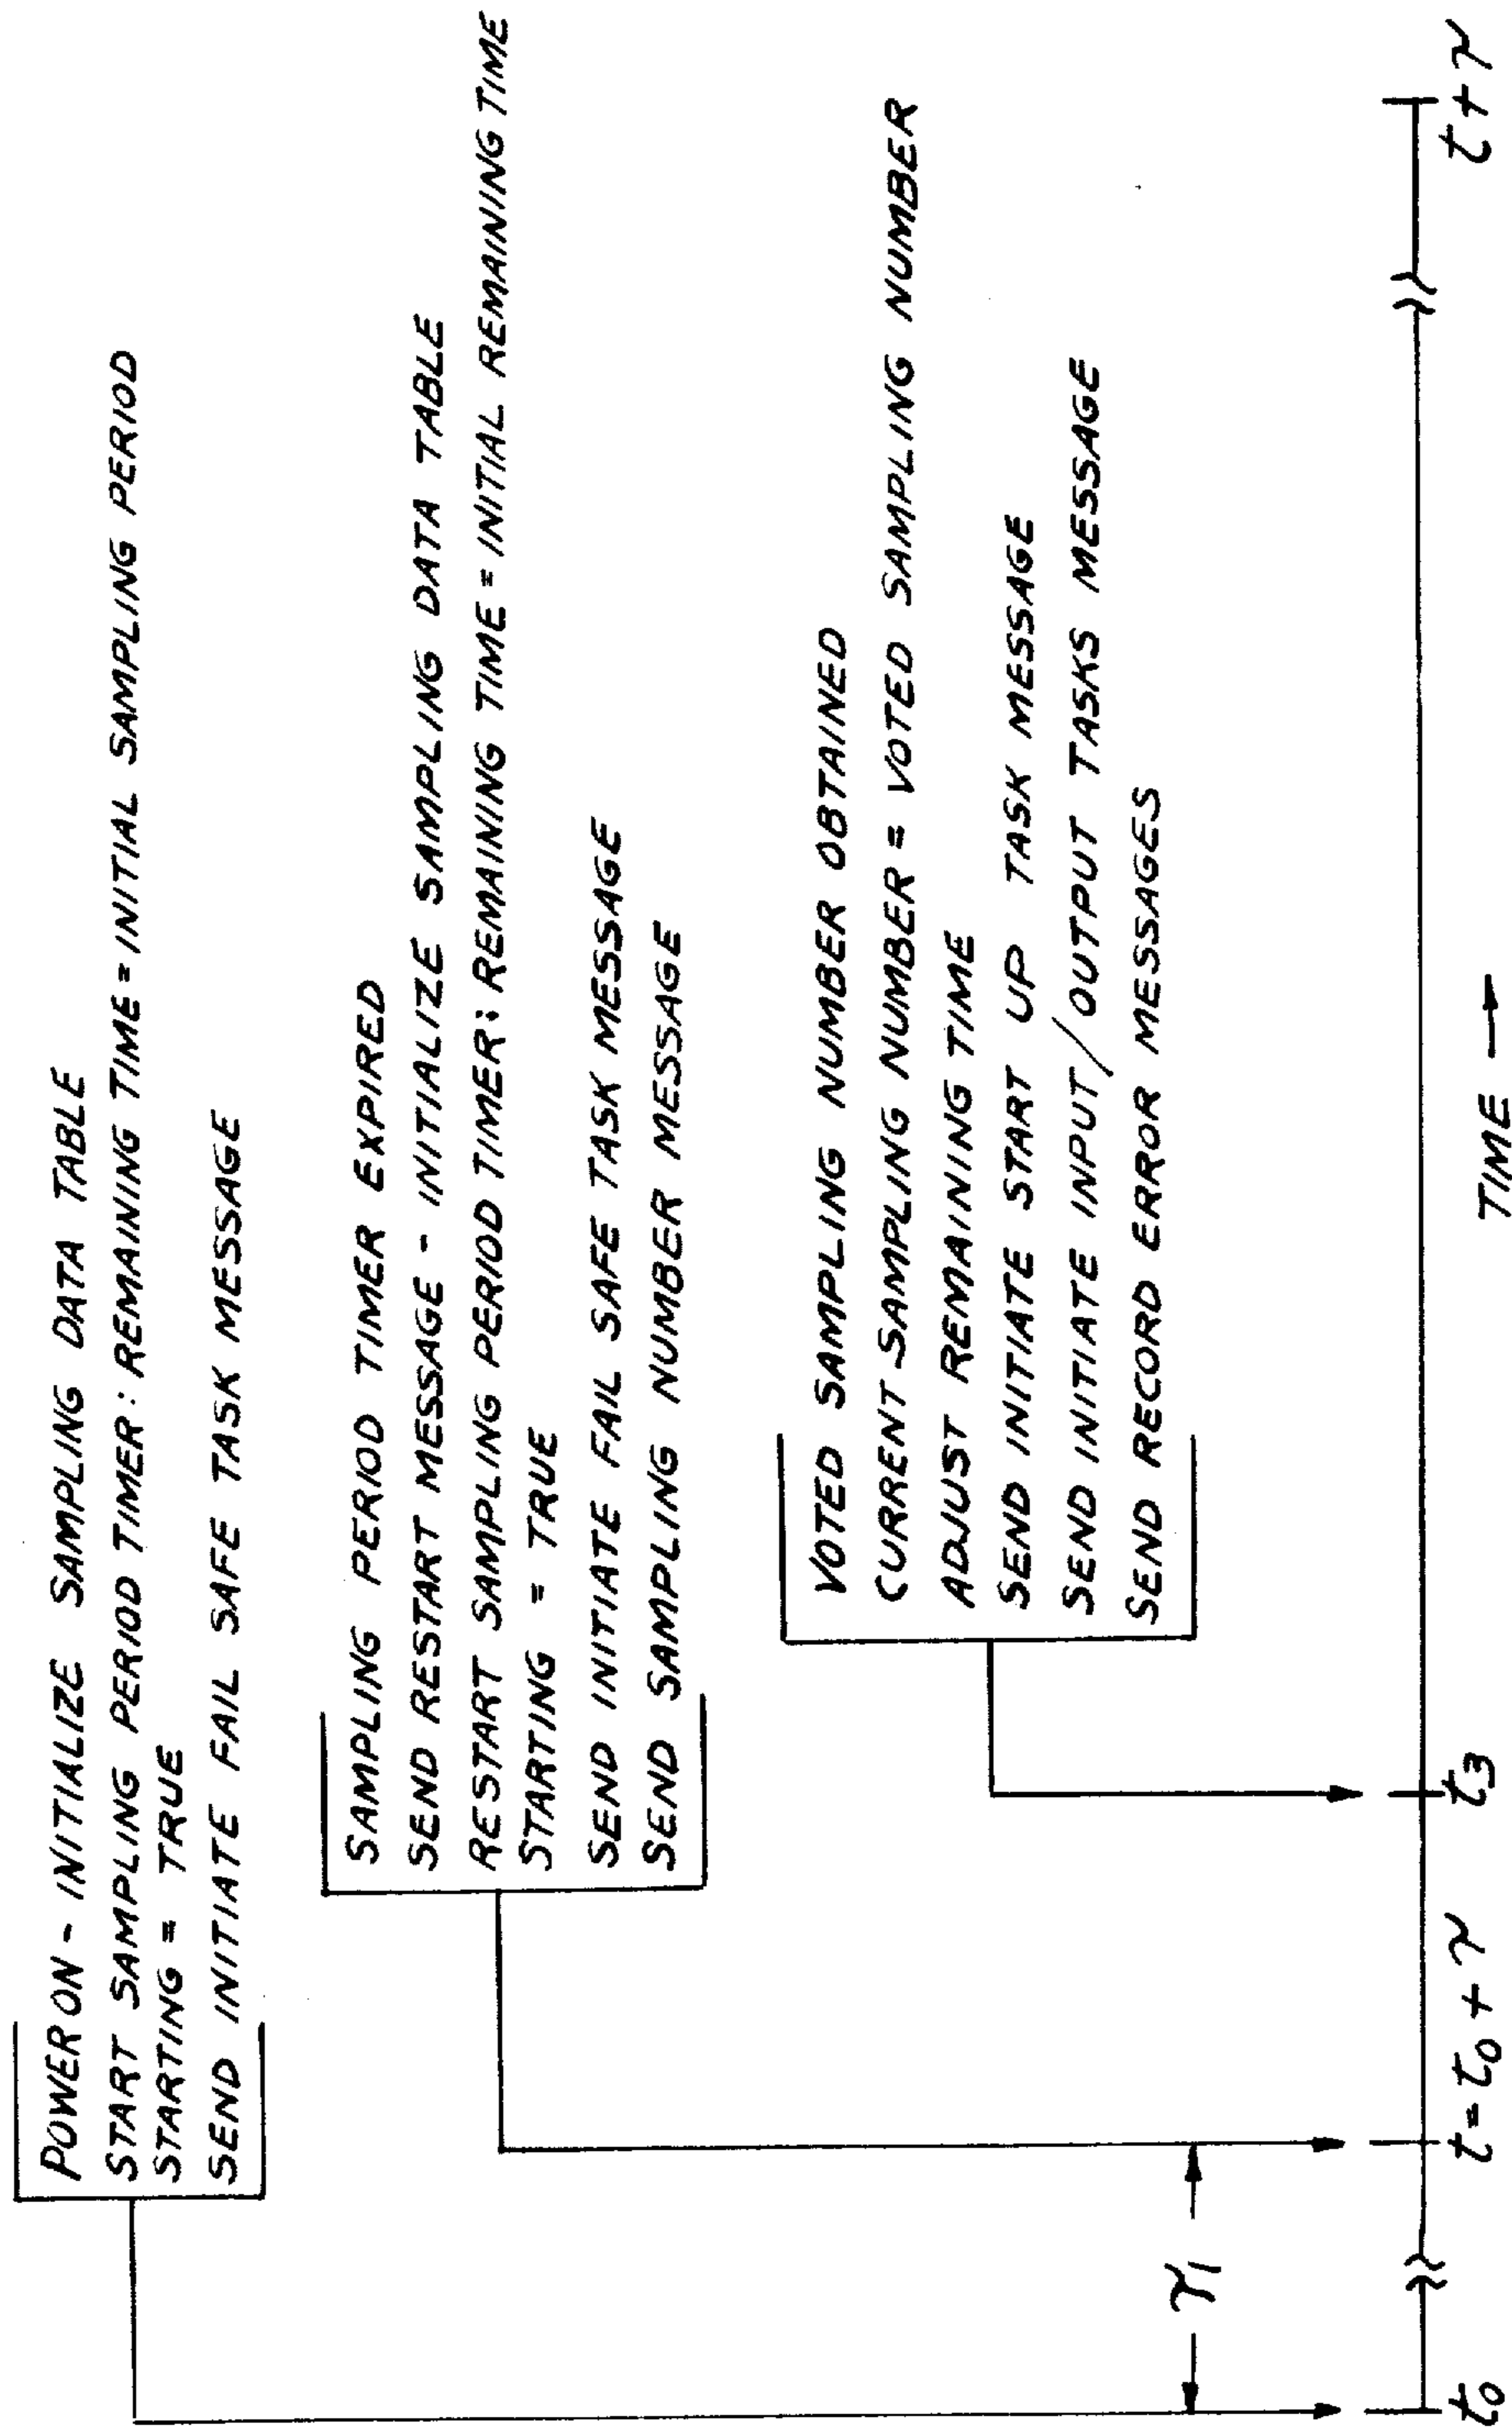 POWER ON - INITIALIZE SAMPLING DATA TABLE
START SAMPLING PERIOD TIMER: REMAINING TIME = INITIAL SAMPLING PERIOD
STARTING = TRUE
SEND INITIATE FAIL SAFE TASK MESSAGE
SAMPLING PERIOD TIMER EXPIRED
SEND RESTART MESSAGE - INITIALIZE SAMPLING DATA TABLE
RESTART SAMPLING PERIOD TIMER: REMAINING TIME = INITIAL REMAINING TIME
STARTING = TRUE
SEND INITIATE FAIL SAFE TASK MESSAGE
SEND SAMPLING NUMBER MESSAGE
VOTED SAMPLING NUMBER OBTAINED
CURRENT SAMPLING NUMBER = VOTED SAMPLING NUMBER
ADJUST REMAINING TIME
SEND INITIATE START UP TASK MESSAGE
SEND INITIATE INPUT/OUTPUT TASKS MESSAGE
SEND RECORD ERROR MESSAGES
τ1
t0 t=t0+τ t3 t+τ
TIME →